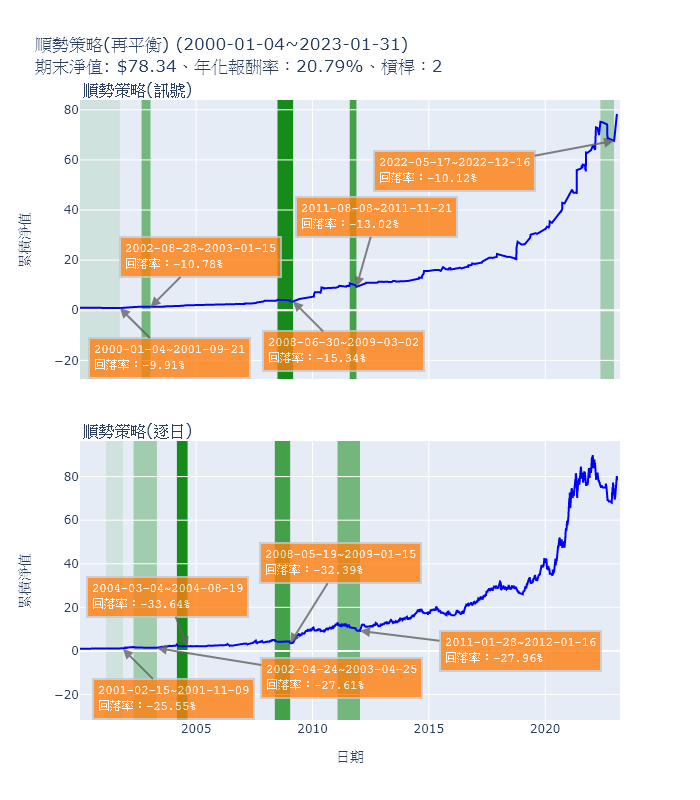 順勢策略(再平衡) (2000-01-04~2023-01-31)
期末淨值: $78.34、年化報酬率：20.79%、槓桿：2
順勢策略(訊號)
80
60
40
20
0
−20
累積淨值
2022-05-17~2022-12-16
回落率：-10.12%
2011-08-08~2011-11-21
回落率：-13.02%
2002-08-28~2003-01-15
回落率：-10.78%
2000-01-04~2001-09-21
回落率：-9.91%
2008-06-30~2009-03-02
回落率：-15.34%
順勢策略(逐日)
80
60
40
20
0
−20
累積淨值
2008-05-19~2009-01-15
回落率：-32.39%
2004-03-04~2004-08-19
回落率：-33.64%
2011-01-28~2012-01-16
回落率：-27.96%
2002-04-24~2003-04-25
回落率：-27.61%
2001-02-15~2001-11-09
回落率：-25.55%
2005
2010
2015
2020
日期